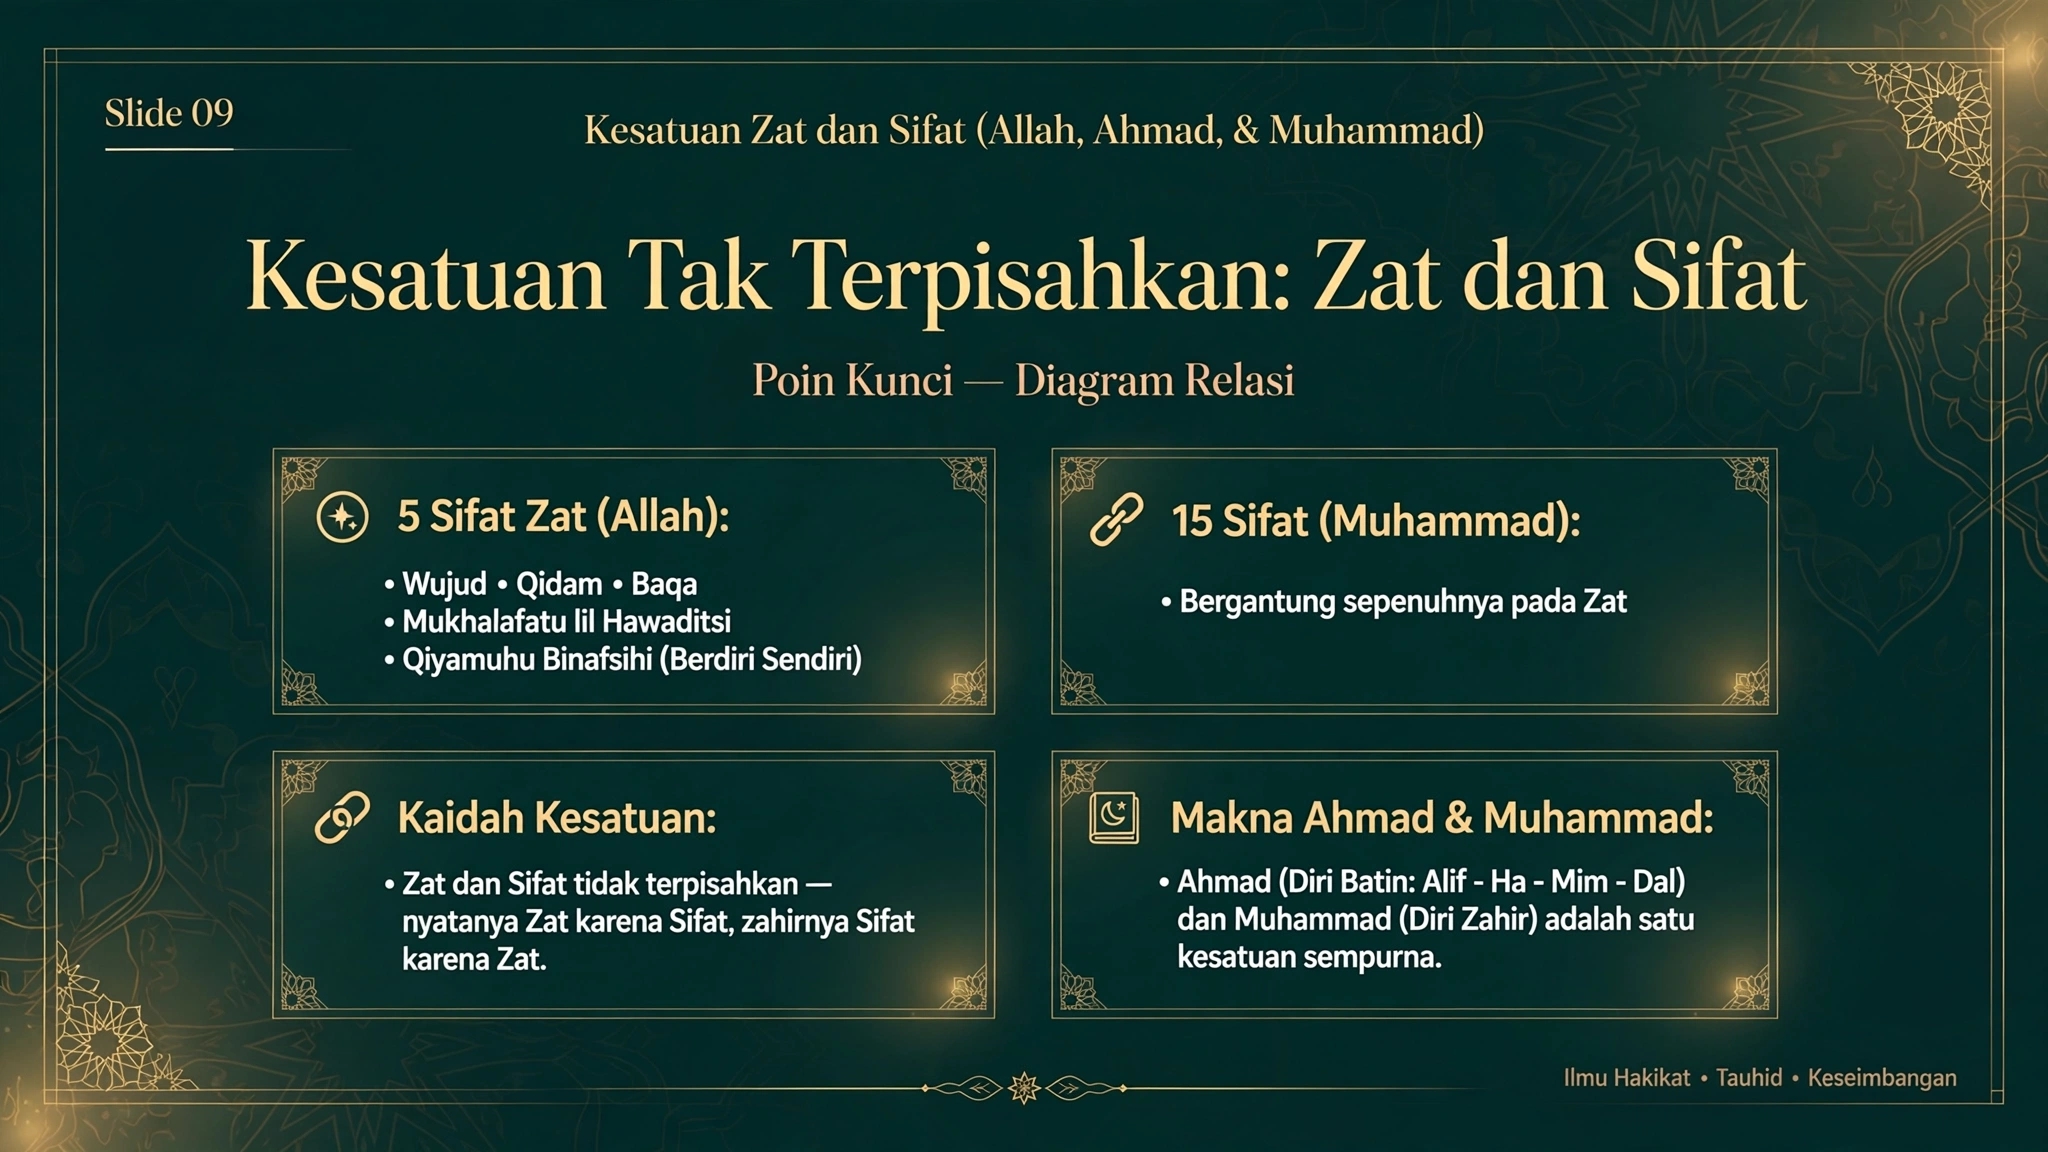 Slide 09
Kesatuan Zat dan Sifat (Allah, Ahmad, & Muhammad)
Kesatuan Tak Terpisahkan: Zat dan Sifat
Poin Kunci — Diagram Relasi
5 Sifat Zat (Allah):
• Wujud • Qidam • Baqa
• Mukhalafatu lil Hawaditsi
• Qiyamuhu Binafsihi (Berdiri Sendiri)
15 Sifat (Muhammad):
• Bergantung sepenuhnya pada Zat
Kaidah Kesatuan:
• Zat dan Sifat tidak terpisahkan —
nyatanya Zat karena Sifat, zahirnya Sifat
karena Zat.
Makna Ahmad & Muhammad:
• Ahmad (Diri Batin: Alif - Ha - Mim - Dal)
dan Muhammad (Diri Zahir) adalah satu
kesatuan sempurna.
Ilmu Hakikat • Tauhid • Keseimbangan